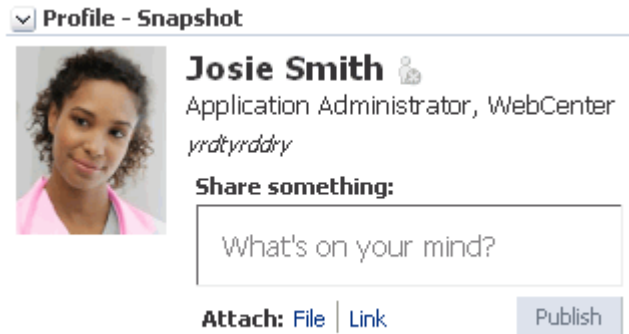 Profile - Snapshot
Josie Smith
Application Administrator, WebCenter
yrdtyrddry
Share something:
What's on your mind?
Attach: File | Link Publish